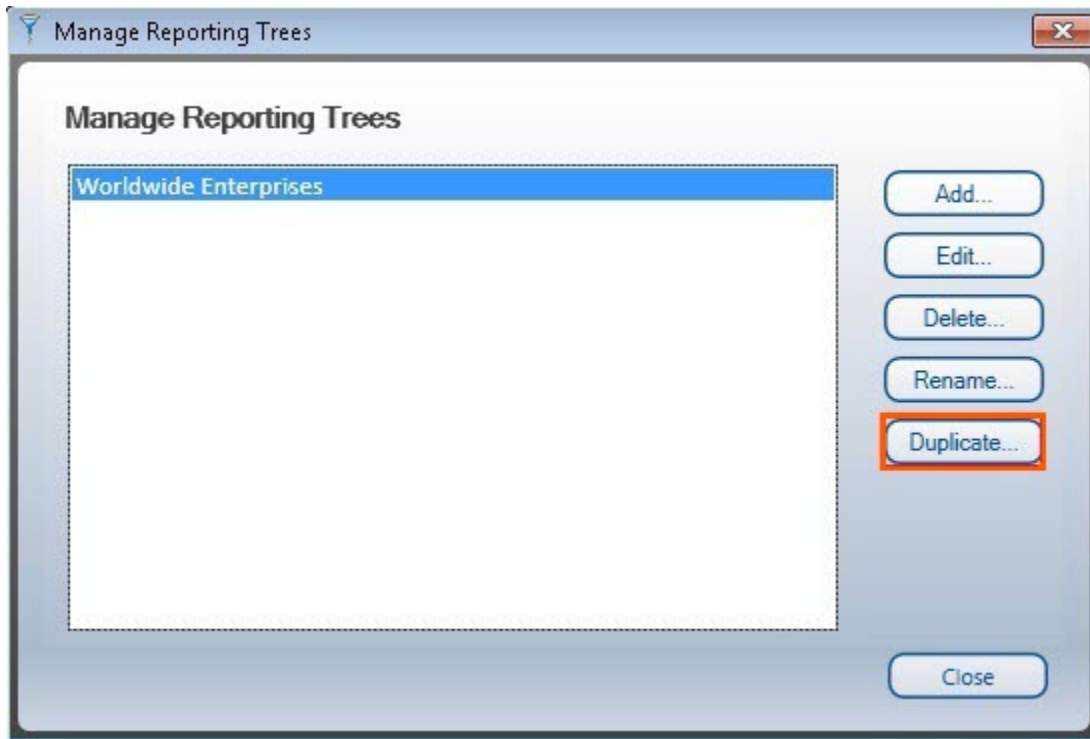 Manage Reporting Trees
Manage Reporting Trees
Worldwide Enterprises
Add...
Edit...
Delete...
Rename...
Duplicate...
Close